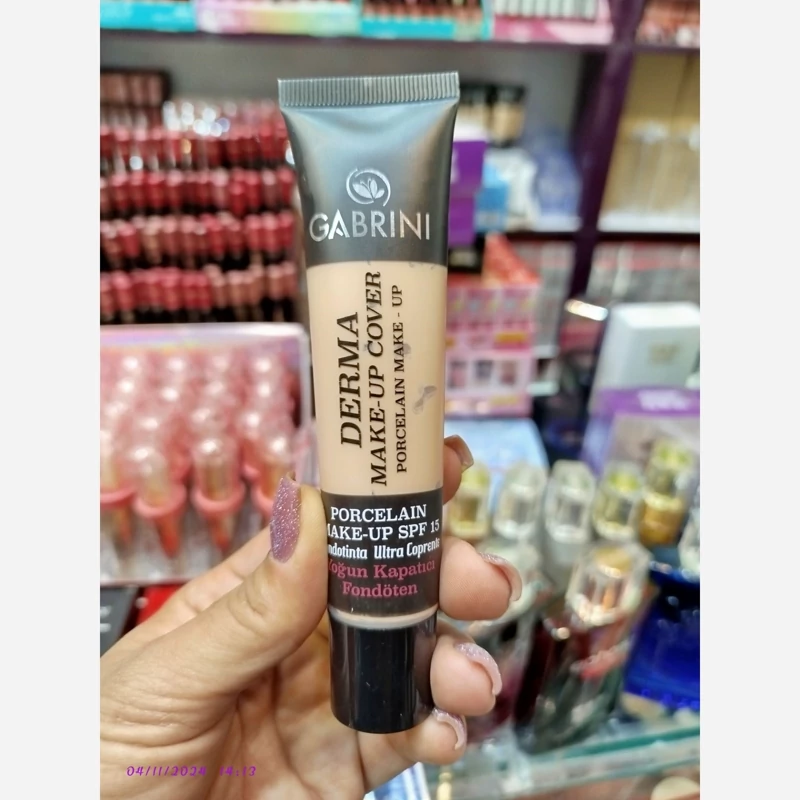 GABRINI
DERMA
MAKE-UP COVER
PORCELAIN MAKE - UP
PORCELAIN
MAKE-UP SPF 15
Fondotinta Ultra Coprente
Yoğun Kapatıcı
Fondöten
04/11/2024 14:13